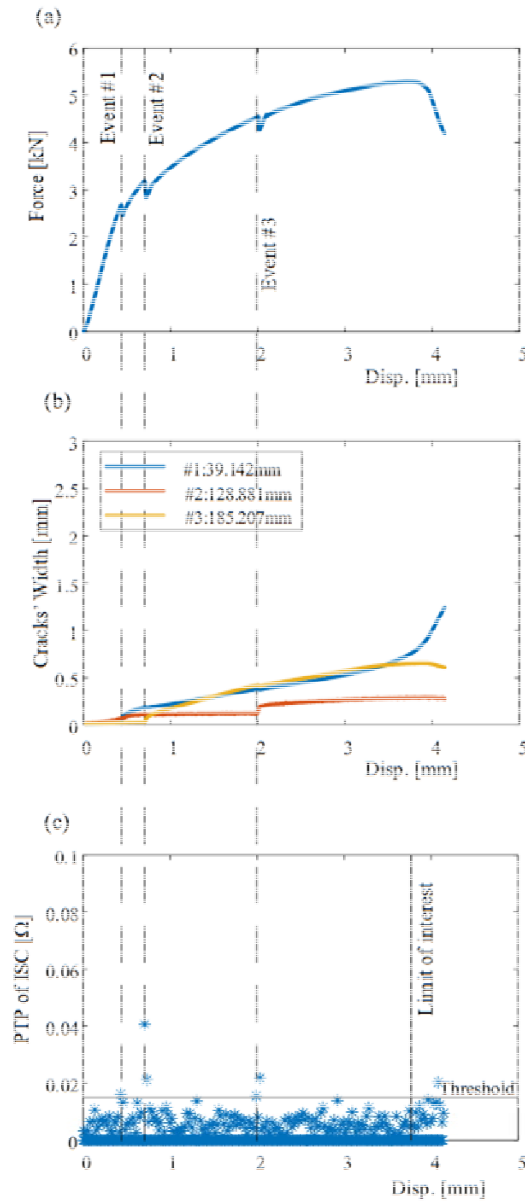 (a)
6
5
4
3
2
1
0
Force [kN]
Event #1
Event #2
Event #3
0 1 2 3 4 5
Disp. [mm]
(b)
3
2.5
2
1.5
1
0.5
0
Cracks' Width [mm]
#1:39.142mm
#2:128.881mm
#3:185.207mm
0 1 2 3 4 5
Disp. [mm]
(c)
0.1
0.08
0.06
0.04
0.02
0
PTP of ISC [Ω]
Limit of interest
Threshold
0 1 2 3 4 5
Disp. [mm]